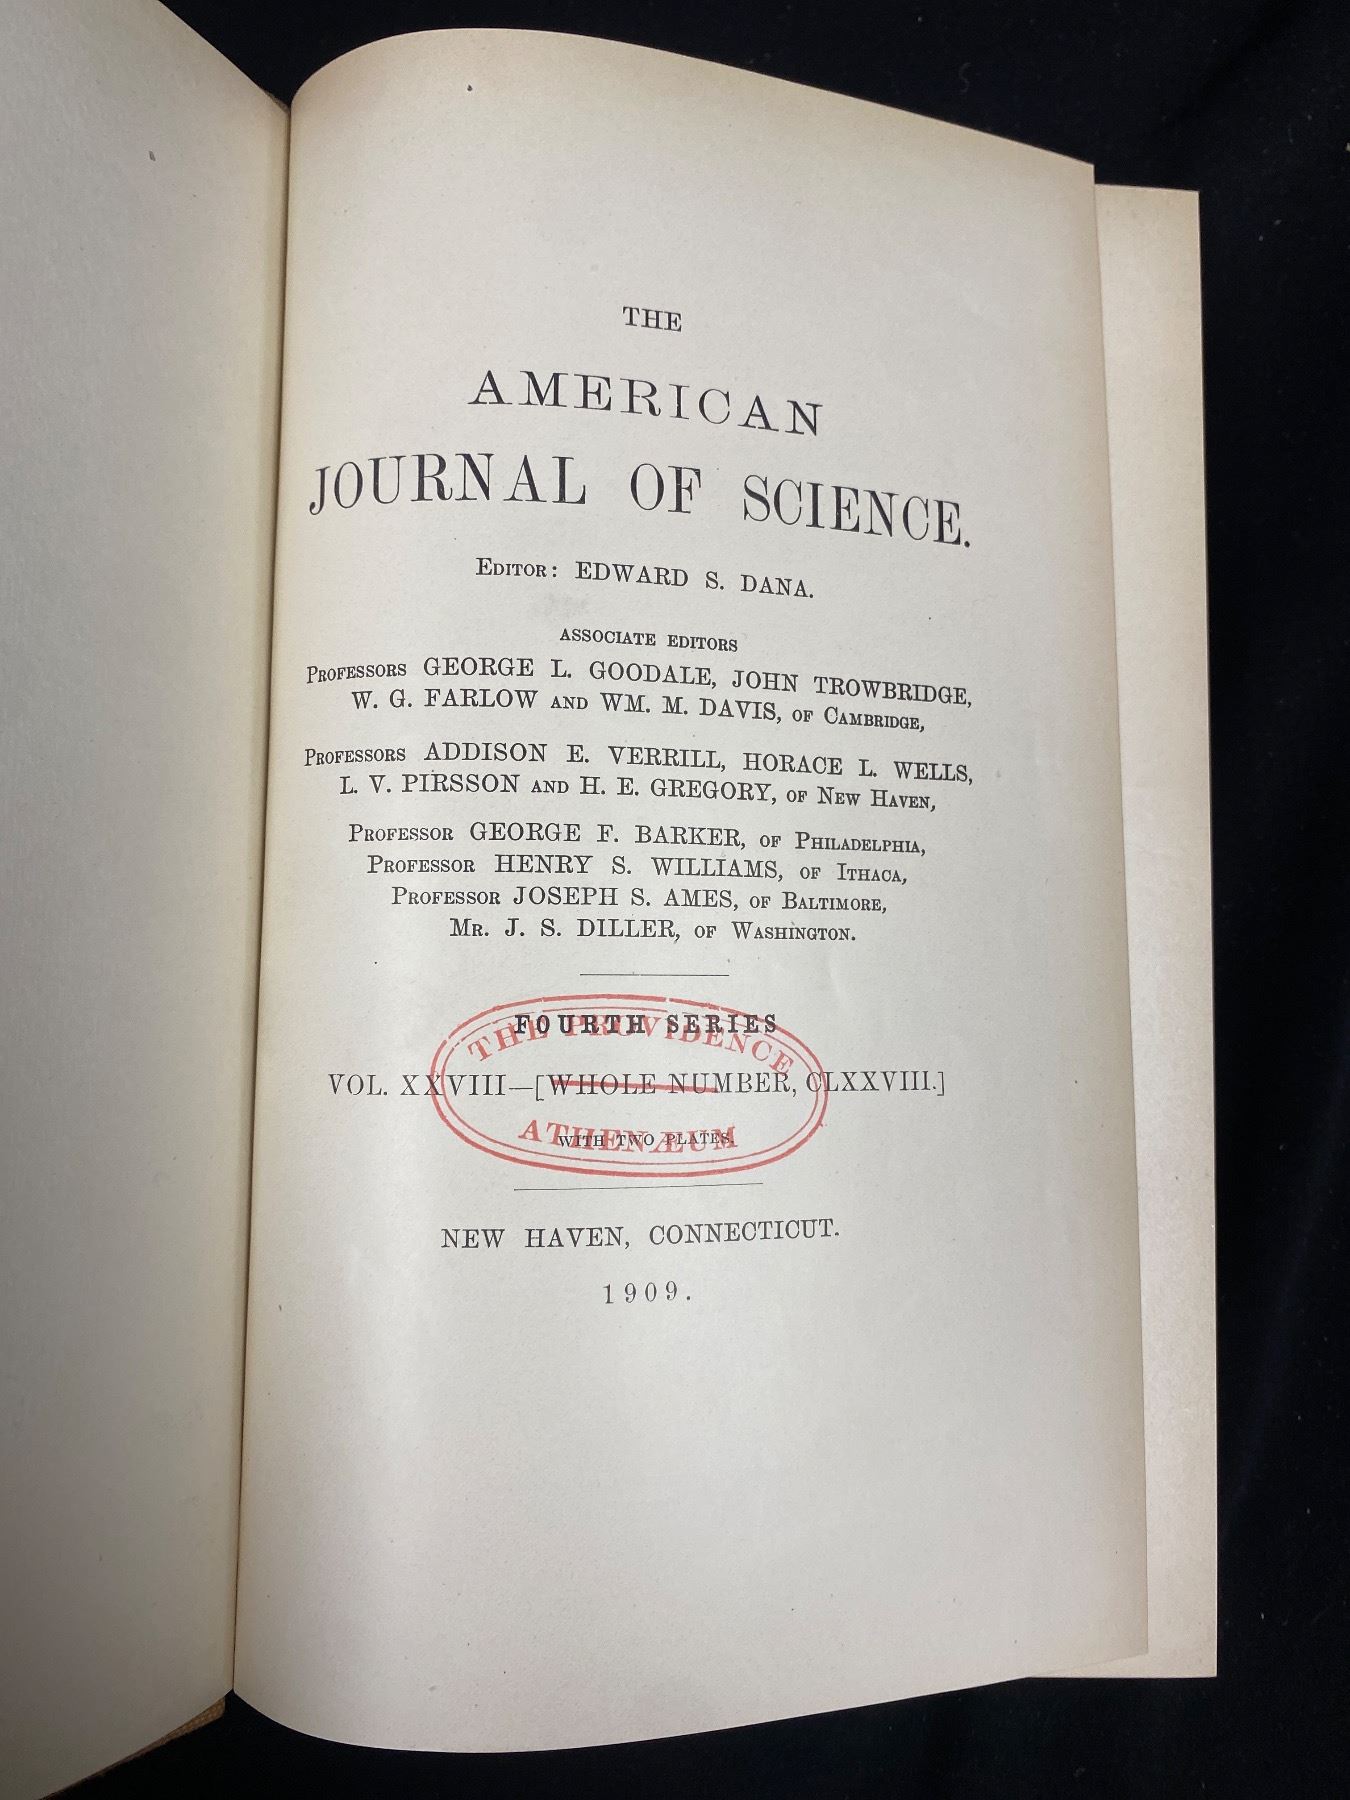 THE
AMERICAN
JOURNAL OF SCIENCE.
EDITOR: EDWARD S. DANA.
ASSOCIATE EDITORS
PROFESSORS GEORGE L. GOODALE, JOHN TROWBRIDGE,
W. G. FARLOW AND WM. M. DAVIS, OF CAMBRIDGE,
PROFESSORS ADDISON E. VERRILL, HORACE L. WELLS,
L. V. PIRSSON AND H. E. GREGORY, OF NEW HAVEN,
PROFESSOR GEORGE F. BARKER, OF PHILADELPHIA,
PROFESSOR HENRY S. WILLIAMS, OF ITHACA,
PROFESSOR JOSEPH S. AMES, OF BALTIMORE,
MR. J. S. DILLER, OF WASHINGTON.
FOURTH SERIES
THE PROVIDENCE
VOL. XXVIII—[WHOLE NUMBER, CLXXVIII.]
ATHENÆUM
WITH TWO PLATES.
NEW HAVEN, CONNECTICUT.
1909.